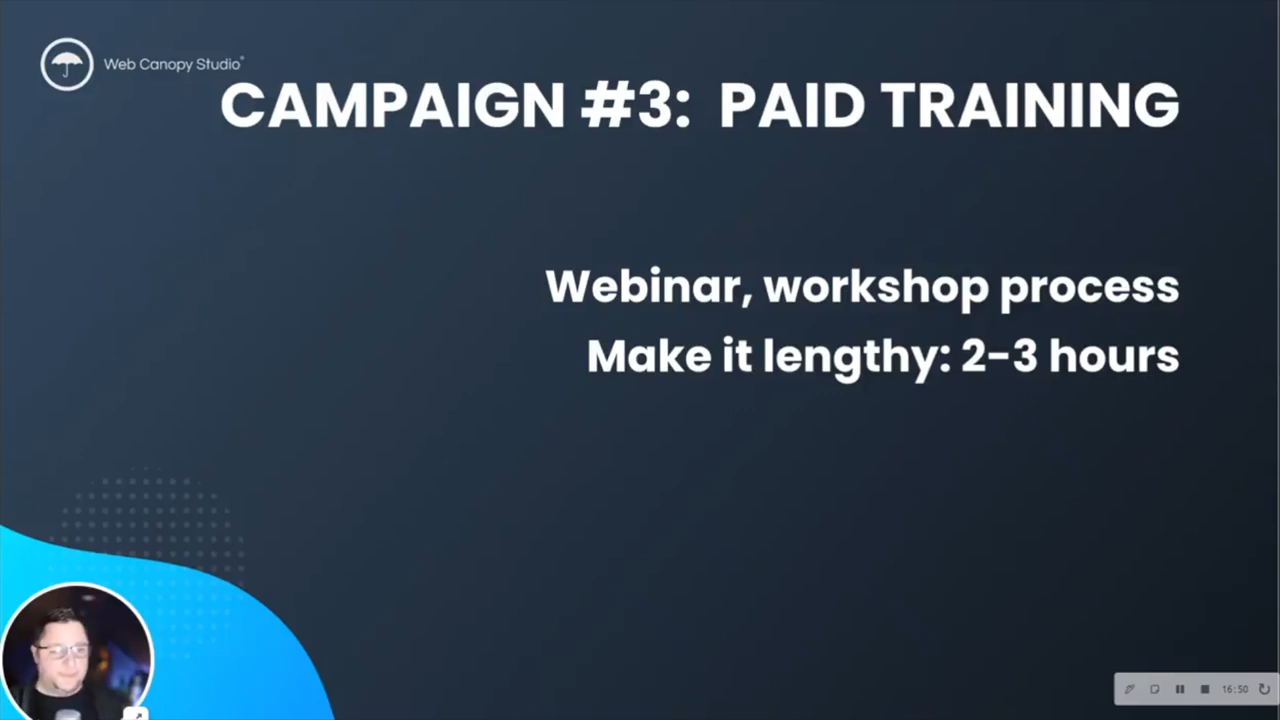 Web Canopy Studio®
CAMPAIGN #3: PAID TRAINING
Webinar, workshop process
Make it lengthy: 2-3 hours
16:50